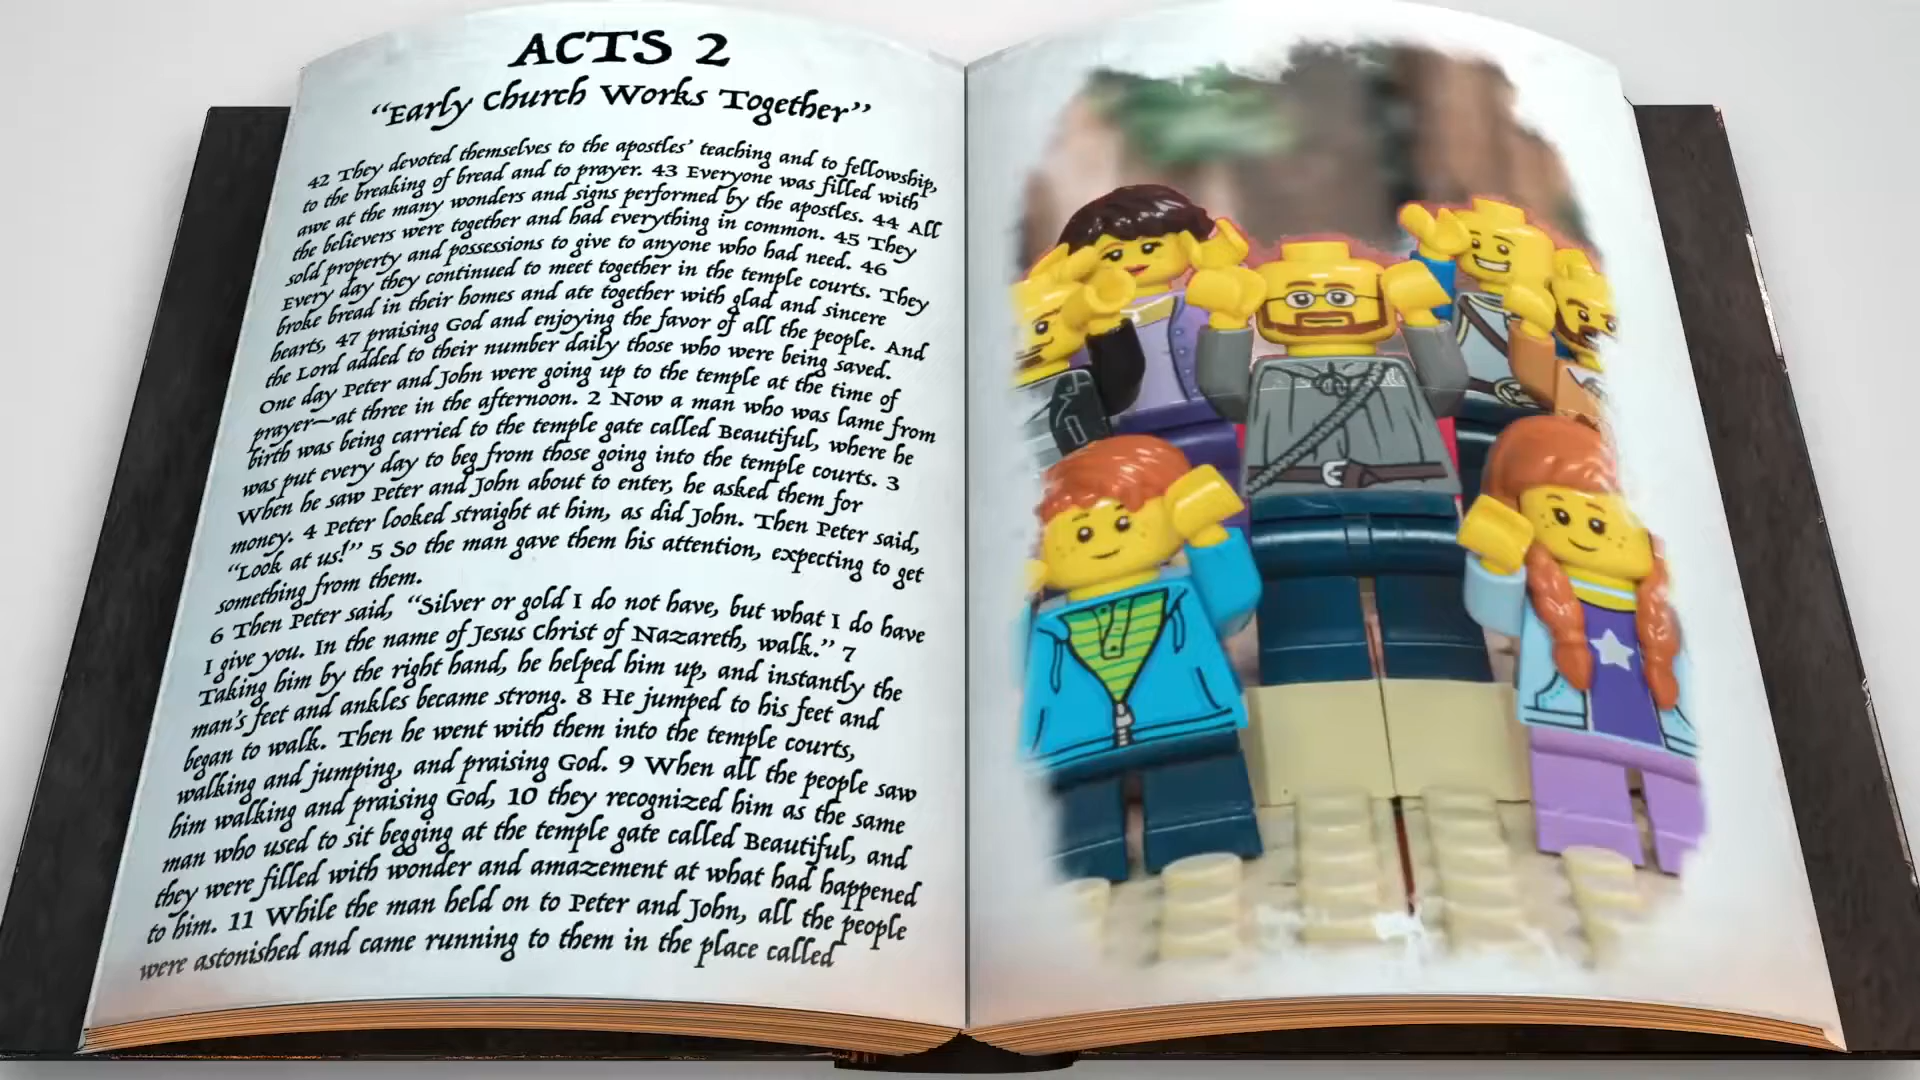 ACTS 2
“Early Church Works Together”
42 They devoted themselves to the apostles’ teaching and to fellowship,
to the breaking of bread and to prayer. 43 Everyone was filled with
awe at the many wonders and signs performed by the apostles. 44 All
the believers were together and had everything in common. 45 They
sold property and possessions to give to anyone who had need. 46
Every day they continued to meet together in the temple courts. They
broke bread in their homes and ate together with glad and sincere
hearts, 47 praising God and enjoying the favor of all the people. And
the Lord added to their number daily those who were being saved.
One day Peter and John were going up to the temple at the time of
prayer—at three in the afternoon. 2 Now a man who was lame from
birth was being carried to the temple gate called Beautiful, where he
was put every day to beg from those going into the temple courts. 3
When he saw Peter and John about to enter, he asked them for
money. 4 Peter looked straight at him, as did John. Then Peter said,
“Look at us!” 5 So the man gave them his attention, expecting to get
something from them.
6 Then Peter said, “Silver or gold I do not have, but what I do have
I give you. In the name of Jesus Christ of Nazareth, walk.” 7
Taking him by the right hand, he helped him up, and instantly the
man’s feet and ankles became strong. 8 He jumped to his feet and
began to walk. Then he went with them into the temple courts,
walking and jumping, and praising God. 9 When all the people saw
him walking and praising God, 10 they recognized him as the same
man who used to sit begging at the temple gate called Beautiful, and
they were filled with wonder and amazement at what had happened
to him. 11 While the man held on to Peter and John, all the people
were astonished and came running to them in the place called